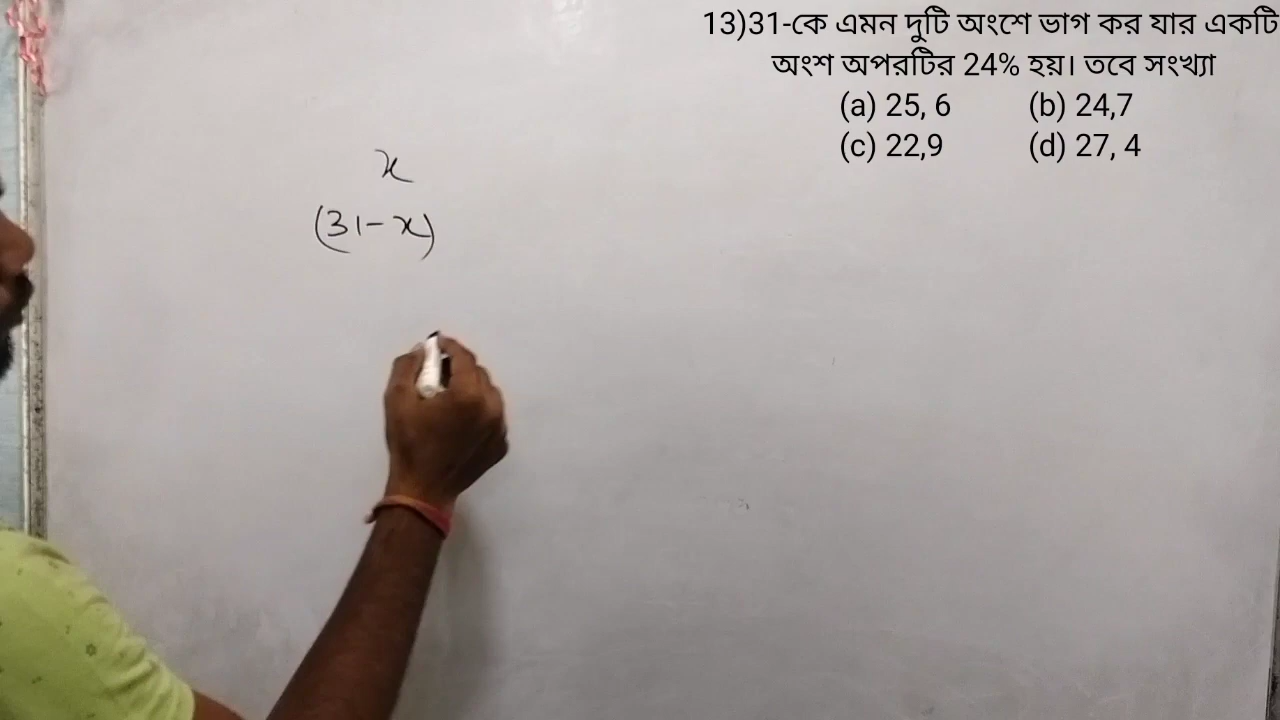 13)31-কে এমন দুটি অংশে ভাগ কর যার একটি
অংশ অপরটির 24% হয়। তবে সংখ্যা
(a) 25, 6 (b) 24,7
(c) 22,9 (d) 27, 4
x
(31-x)